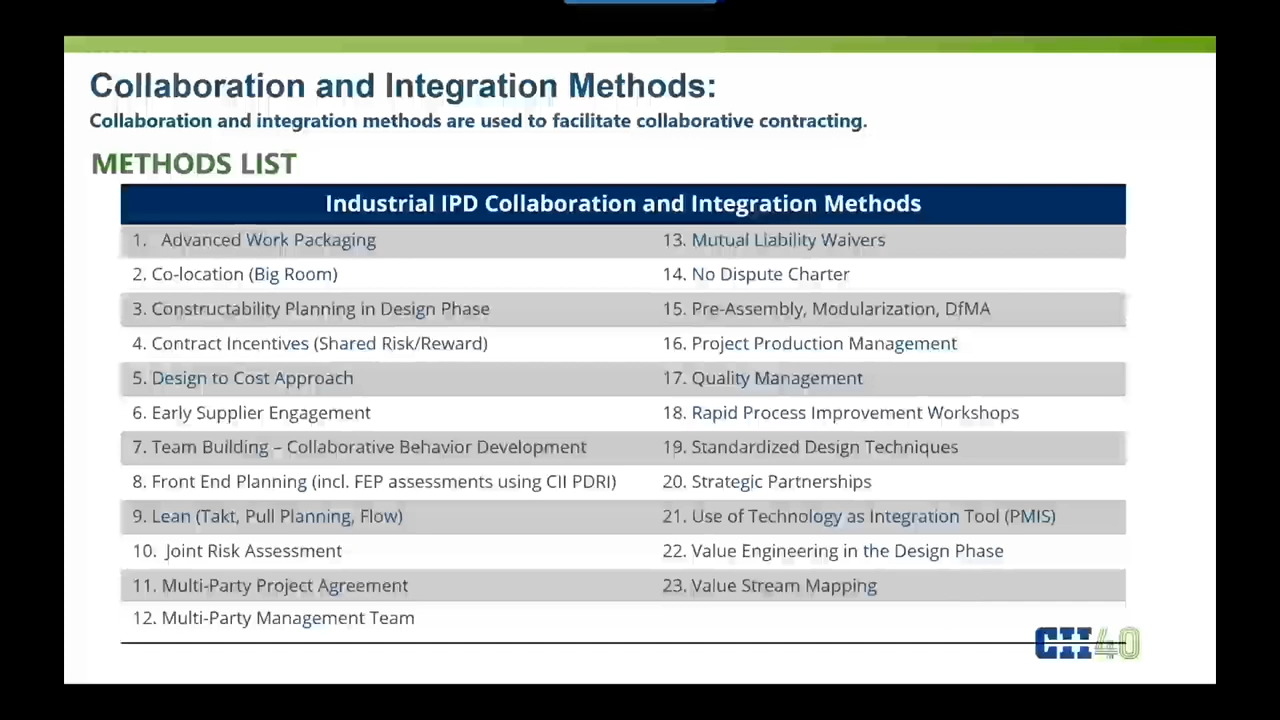 Collaboration and Integration Methods:
Collaboration and integration methods are used to facilitate collaborative contracting.
METHODS LIST
Industrial IPD Collaboration and Integration Methods
1. Advanced Work Packaging
2. Co-location (Big Room)
3. Constructability Planning in Design Phase
4. Contract Incentives (Shared Risk/Reward)
5. Design to Cost Approach
6. Early Supplier Engagement
7. Team Building – Collaborative Behavior Development
8. Front End Planning (incl. FEP assessments using CII PDRI)
9. Lean (Takt, Pull Planning, Flow)
10. Joint Risk Assessment
11. Multi-Party Project Agreement
12. Multi-Party Management Team
13. Mutual Liability Waivers
14. No Dispute Charter
15. Pre-Assembly, Modularization, DfMA
16. Project Production Management
17. Quality Management
18. Rapid Process Improvement Workshops
19. Standardized Design Techniques
20. Strategic Partnerships
21. Use of Technology as Integration Tool (PMIS)
22. Value Engineering in the Design Phase
23. Value Stream Mapping
CII 40